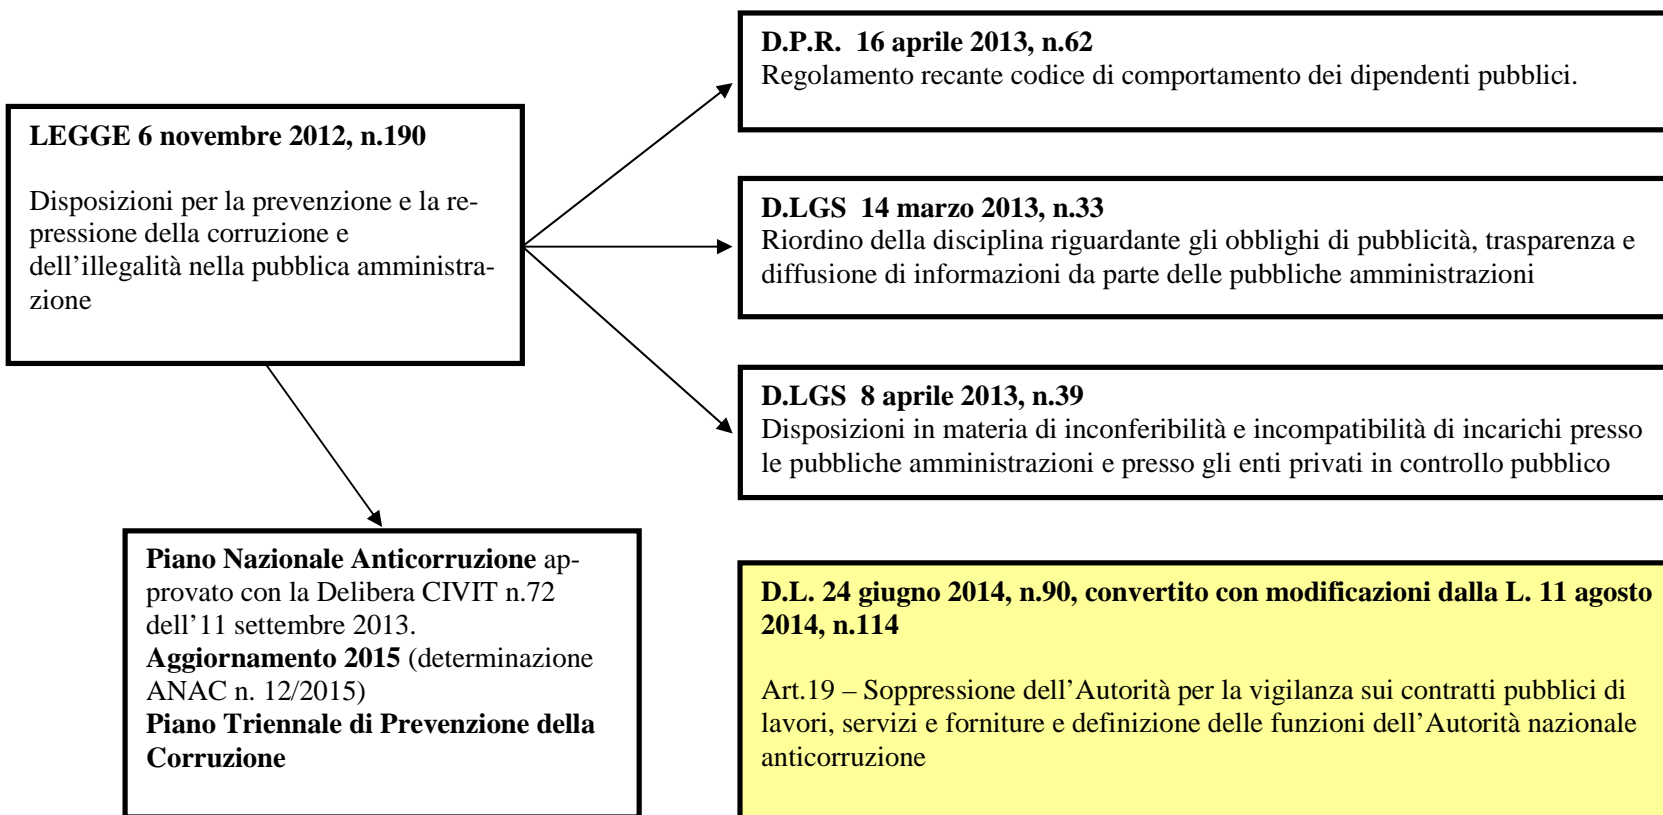 LEGGE 6 novembre 2012, n.190
Disposizioni per la prevenzione e la re-
pressione della corruzione e
dell’illegalità nella pubblica amministra-
zione
D.P.R. 16 aprile 2013, n.62
Regolamento recante codice di comportamento dei dipendenti pubblici.
D.LGS 14 marzo 2013, n.33
Riordino della disciplina riguardante gli obblighi di pubblicità, trasparenza e
diffusione di informazioni da parte delle pubbliche amministrazioni
D.LGS 8 aprile 2013, n.39
Disposizioni in materia di inconferibilità e incompatibilità di incarichi presso
le pubbliche amministrazioni e presso gli enti privati in controllo pubblico
Piano Nazionale Anticorruzione ap-
provato con la Delibera CIVIT n.72
dell’11 settembre 2013.
Aggiornamento 2015 (determinazione
ANAC n. 12/2015)
Piano Triennale di Prevenzione della
Corruzione
D.L. 24 giugno 2014, n.90, convertito con modificazioni dalla L. 11 agosto
2014, n.114
Art.19 – Soppressione dell’Autorità per la vigilanza sui contratti pubblici di
lavori, servizi e forniture e definizione delle funzioni dell’Autorità nazionale
anticorruzione